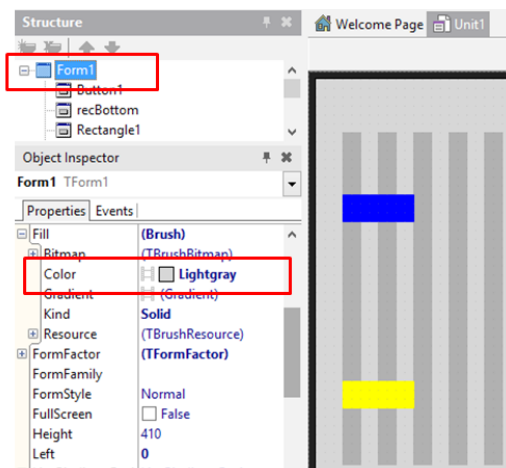 Structure
Welcome Page
Unit1
Form1
Button1
recBottom
Rectangle1
Object Inspector
Form1 TForm1
Properties Events
Fill (Brush)
Bitmap (TBrushBitmap)
Color Lightgray
Gradient (Gradient)
Kind Solid
Resource (TBrushResource)
FormFactor (TFormFactor)
FormFamily
FormStyle Normal
FullScreen False
Height 410
Left 0